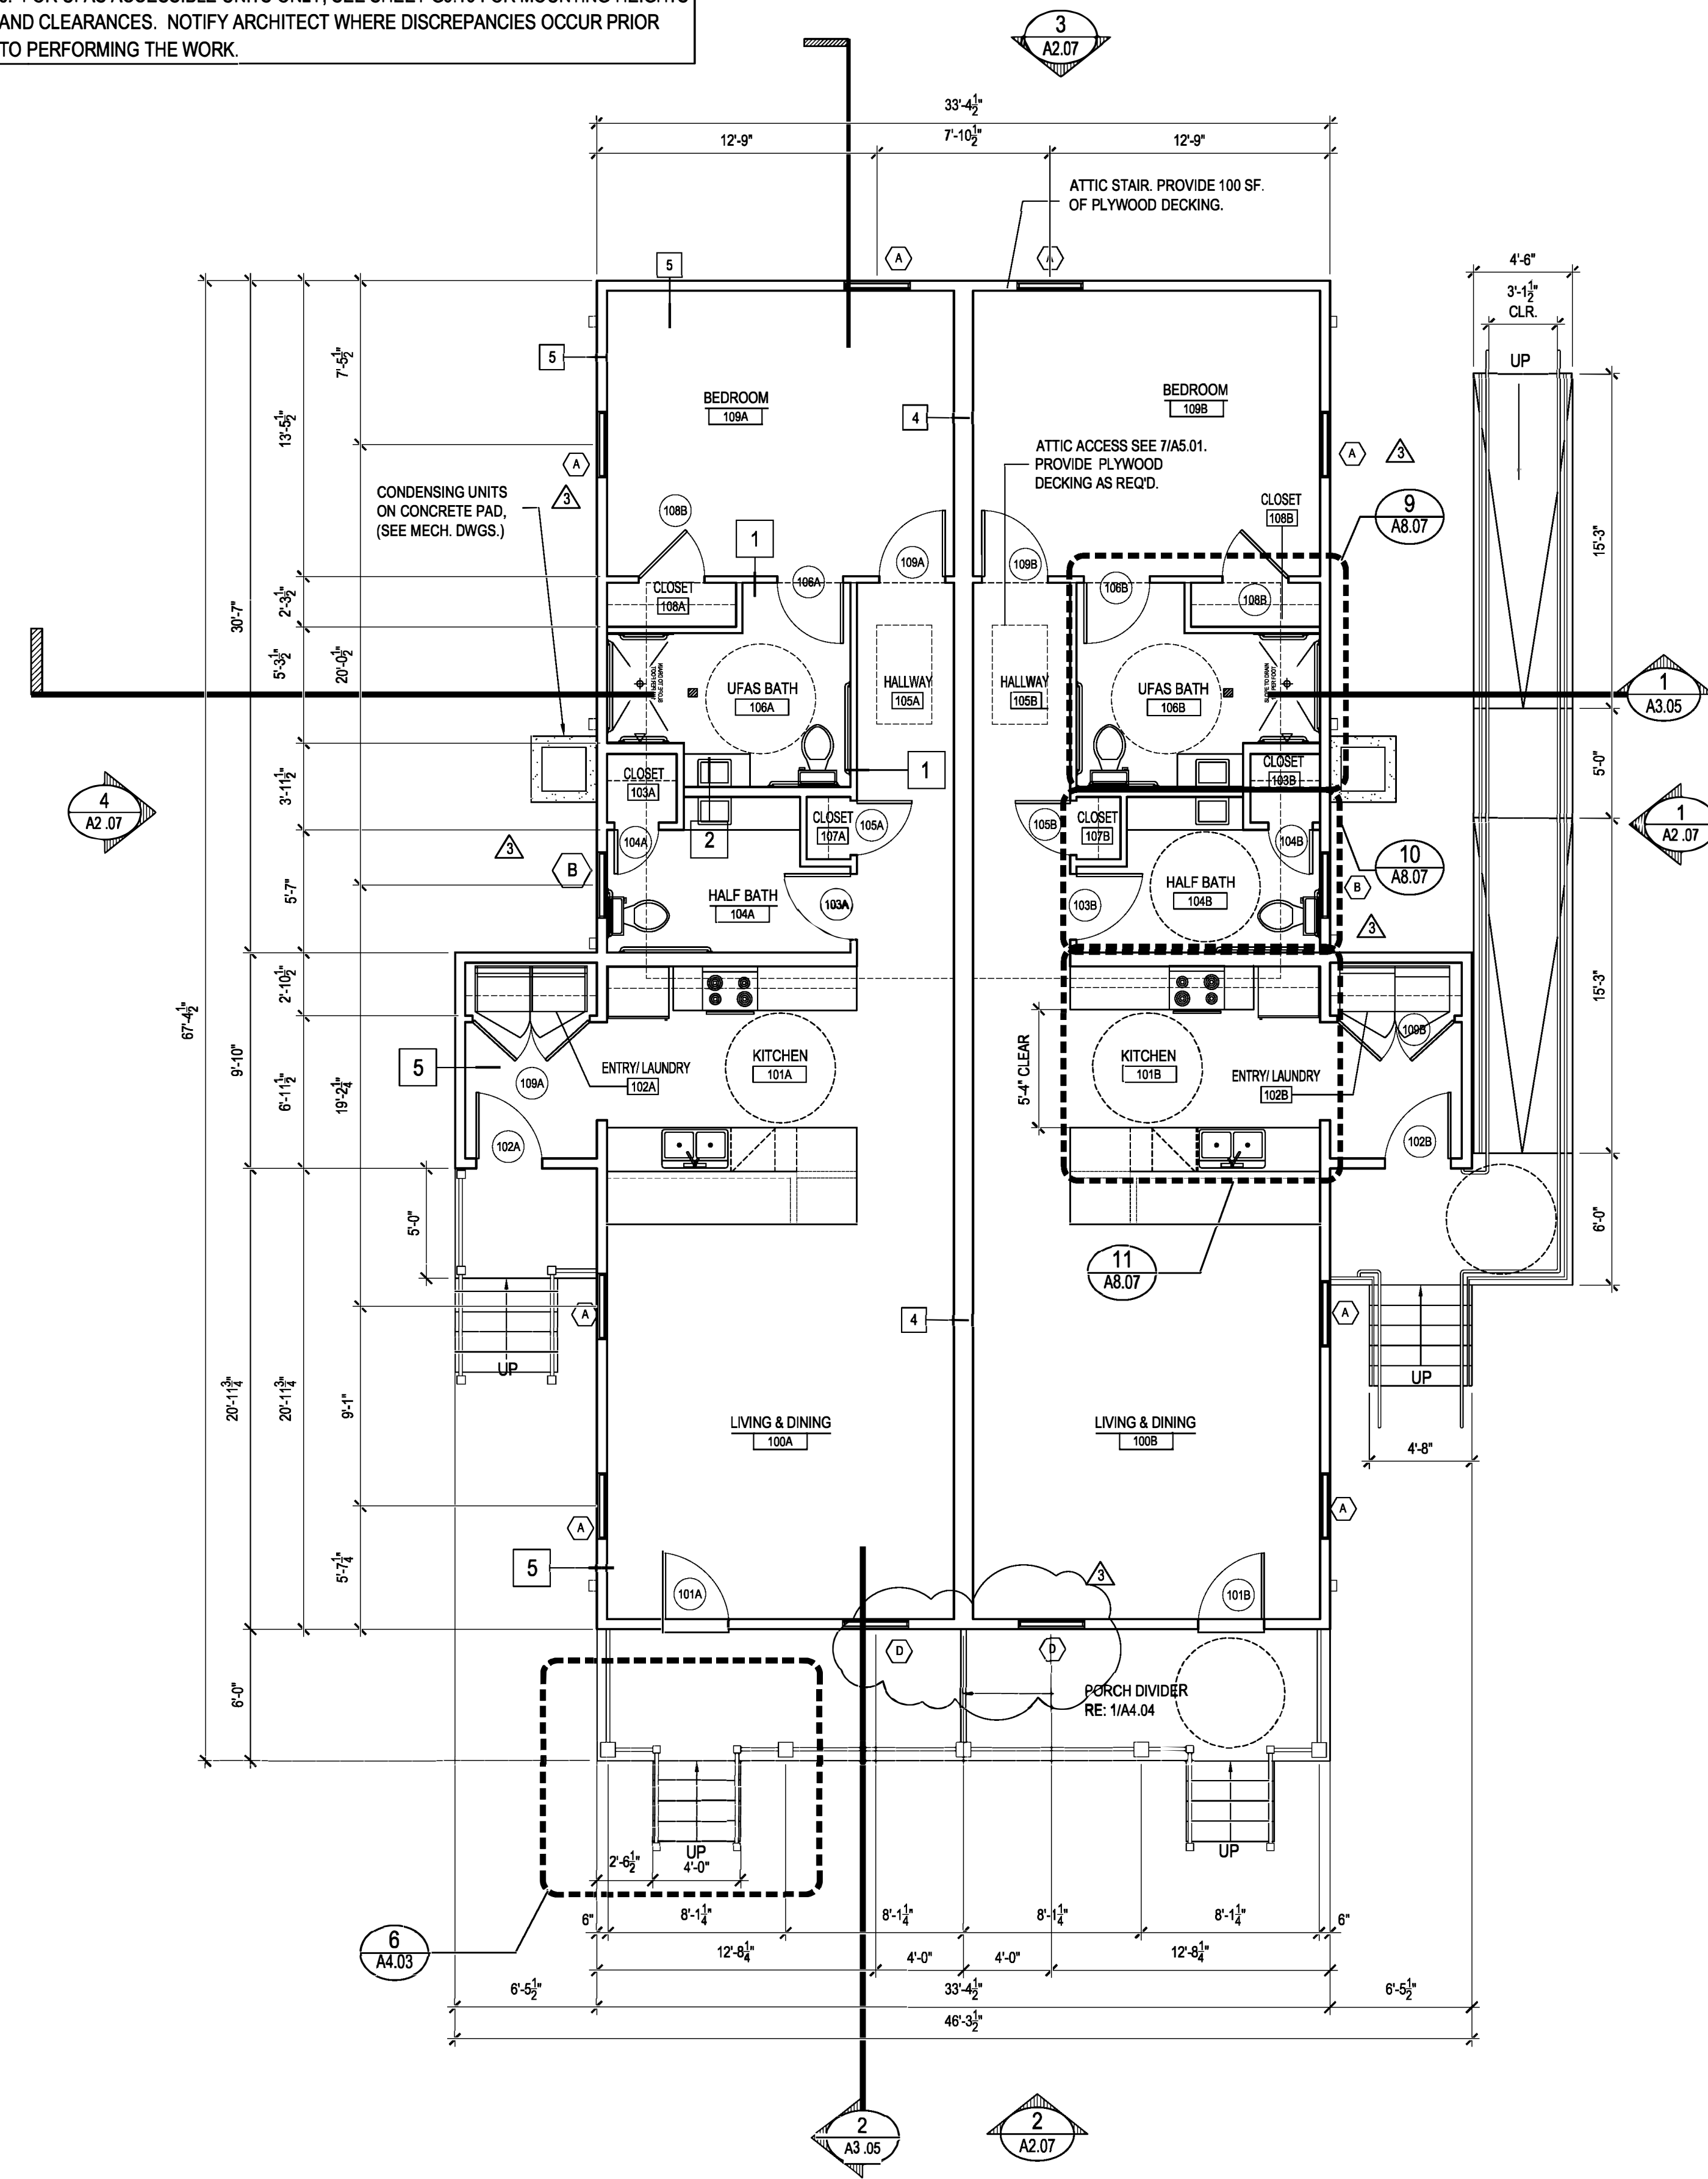 AND CLEARANCES.  NOTIFY ARCHITECT WHERE DISCREPANCIES OCCUR PRIOR
TO PERFORMING THE WORK.
3
A2.07
33'-4½"
12'-9"
7'-10½"
12'-9"
ATTIC STAIR. PROVIDE 100 SF.
OF PLYWOOD DECKING.
A
A
5
4'-6"
3'-1½"
CLR.
UP
5
7'-5½"
13'-5½"
BEDROOM
109A
4
BEDROOM
109B
ATTIC ACCESS SEE 7/A5.01.
PROVIDE  PLYWOOD
DECKING AS REQ'D.
A
3
A
3
CONDENSING UNITS
ON CONCRETE PAD,
(SEE MECH. DWGS.)
108B
1
CLOSET
108B
9
A8.07
15'-3"
106A
109A
109B
106B
CLOSET
108A
108B
2'-3½"
30'-7"
5'-3½"
20'-0½"
UFAS BATH
106A
HALLWAY
105A
HALLWAY
105B
UFAS BATH
106B
1
A3.05
CLOSET
103A
1
CLOSET
103B
5'-0"
3'-11½"
4
A2 .07
1
A2 .07
3
104A
2
CLOSET
107A
105A
105B
CLOSET
107B
104B
10
A8.07
B
5'-7"
HALF BATH
104A
103A
103B
HALF BATH
104B
B
3
67'-4½"
2'-10½"
9'-10"
6'-11½"
19'-2¼"
15'-3"
5
109A
ENTRY/ LAUNDRY
102A
KITCHEN
101A
5'-4" CLEAR
KITCHEN
101B
ENTRY/ LAUNDRY
102B
109B
102A
102B
5'-0"
6'-0"
11
A8.07
A
4
A
UP
UP
20'-11¾"
20'-11¾"
9'-1"
LIVING & DINING
100A
LIVING & DINING
100B
4'-8"
A
A
5
5'-7¼"
101A
3
101B
D
D
6'-0"
PORCH DIVIDER
RE: 1/A4.04
UP
UP
2'-6½"
4'-0"
6"
8'-1¼"
8'-1¼"
8'-1¼"
8'-1¼"
6"
6
A4.03
12'-8¼"
4'-0"
4'-0"
12'-8¼"
6'-5½"
33'-4½"
6'-5½"
46'-3½"
2
A3 .05
2
A2.07